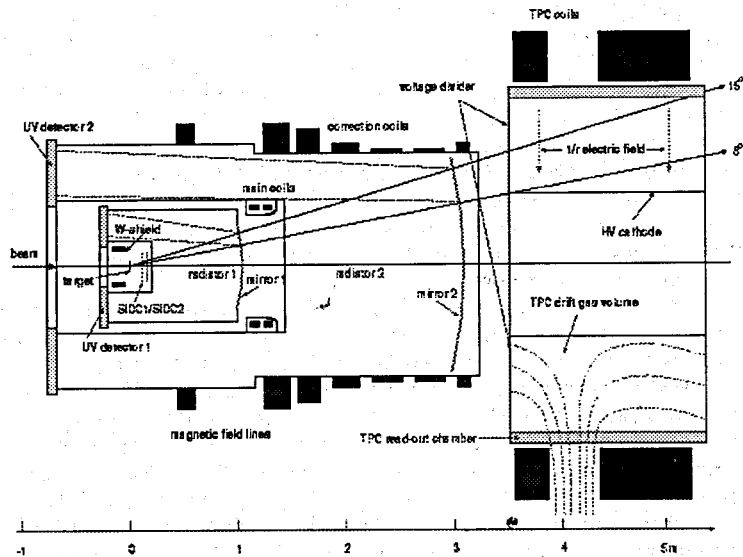 TPC coils
voltage divider
15°
UV detector 2
correction coils
1/r electric field
8°
main coils
W-shield
HV cathode
beam
target
radiator 1
mirror 1
radiator 2
mirror 2
SIDC1/SIDC2
TPC drift gas volume
UV detector 1
magnetic field lines
TPC read-out chamber
-1 0 1 2 3 4 5m